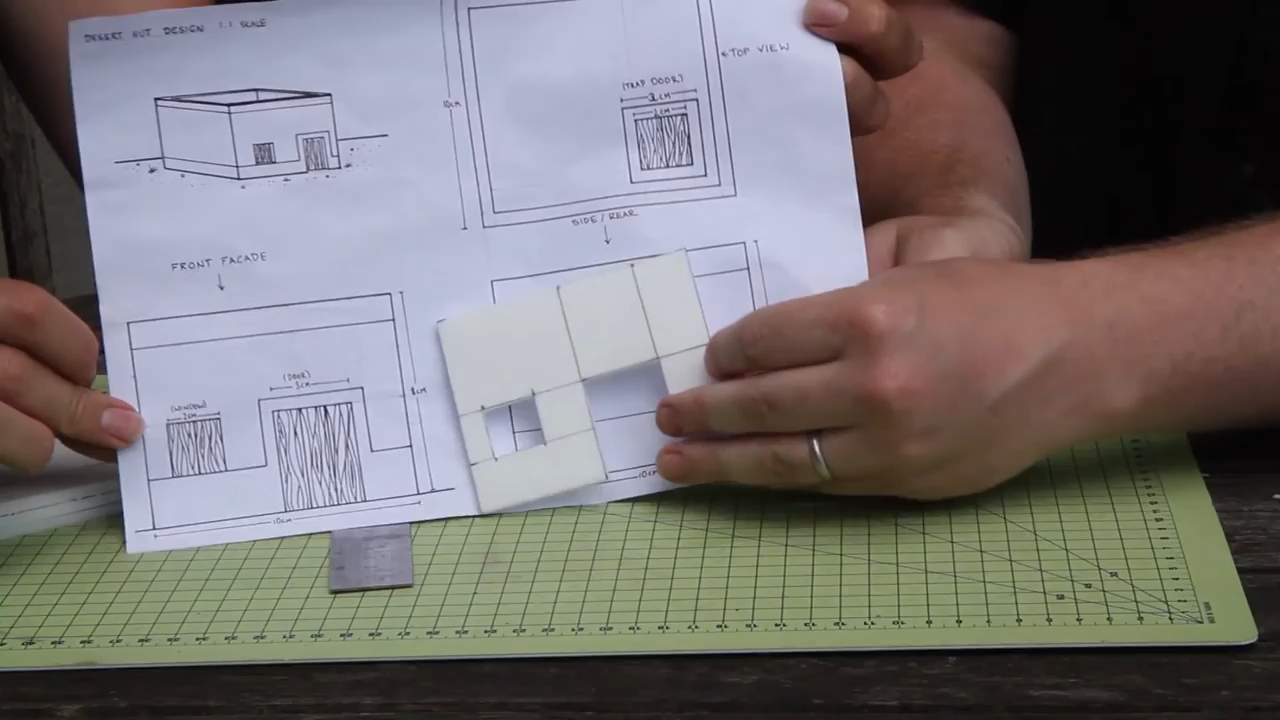 DESERT HUT DESIGN 1:1 SCALE
10CM
TOP VIEW
(TRAP DOOR)
3CM
2CM
SIDE / REAR
FRONT FACADE
(DOOR)
3CM
(WINDOW)
2CM
8CM
10CM
10CM